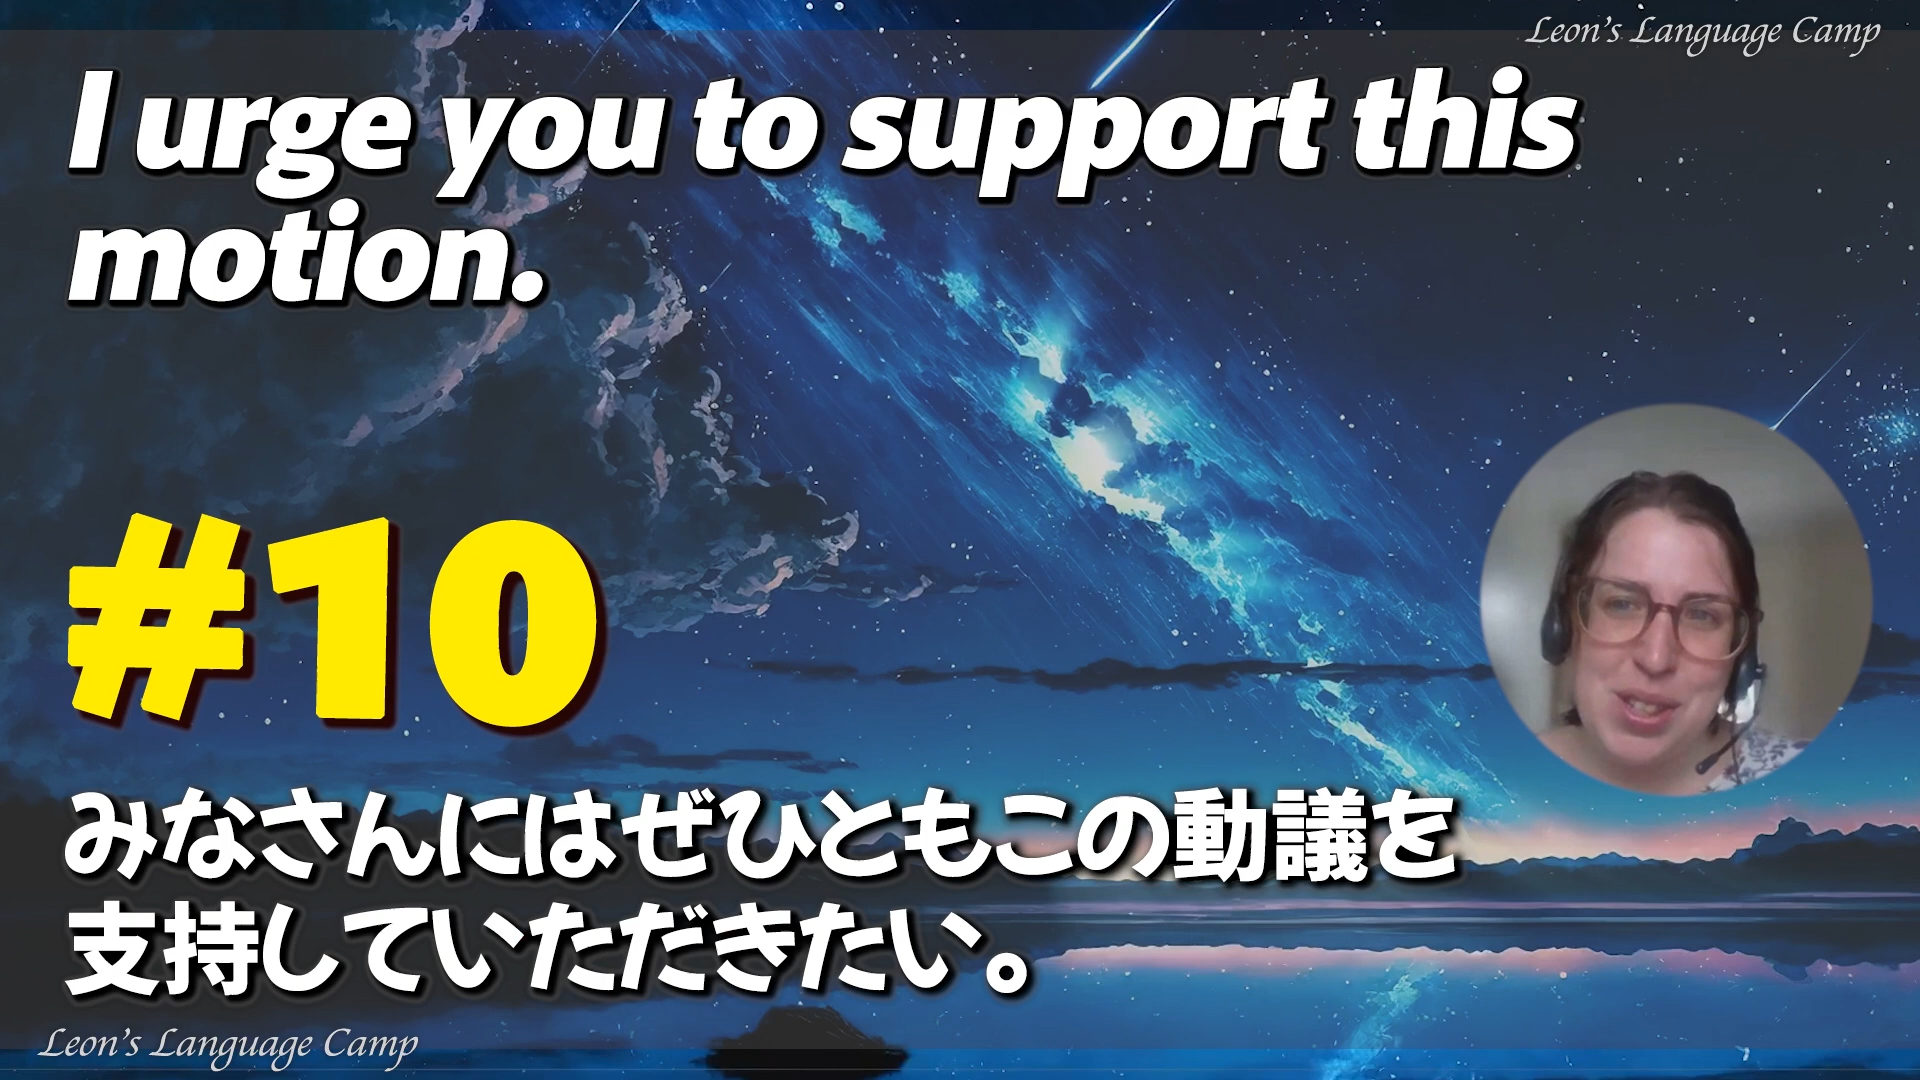 Leon's Language Camp
I urge you to support this
motion.
#10
みなさんにはぜひともこの動議を
支持していただきたい。
Leon's Language Camp